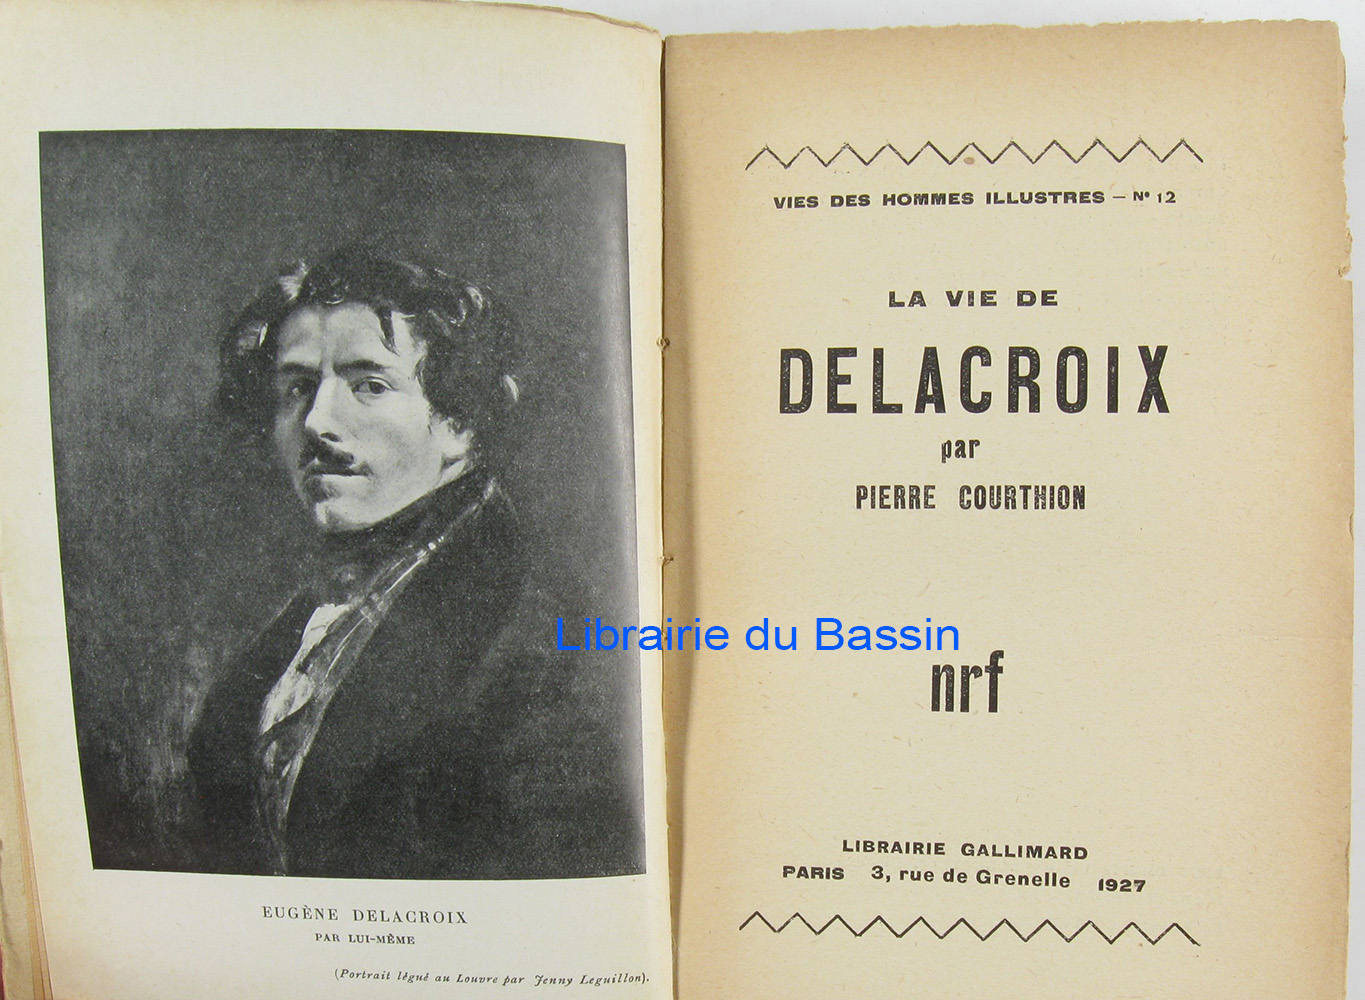 EUGÈNE DELACROIX
PAR LUI-MÊME
(Portrait légué au Louvre par Jenny Leguillon).
VIES DES HOMMES ILLUSTRES — Nº 12
LA VIE DE
DELACROIX
par
PIERRE COURTHION
Librairie du Bassin
nrf
LIBRAIRIE GALLIMARD
PARIS 3, rue de Grenelle 1927